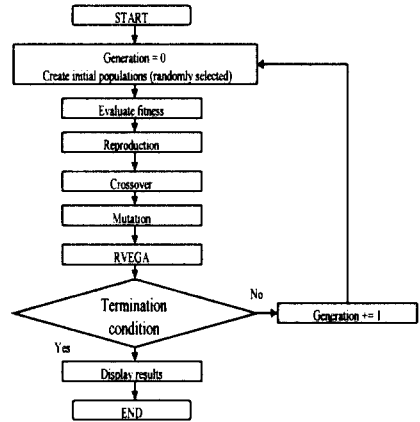 START
Generation = 0
Create initial populations (randomly selected)
Evaluate fitness
Reproduction
Crossover
Mutation
RVEGA
Termination
condition
No
Generation += 1
Yes
Display results
END